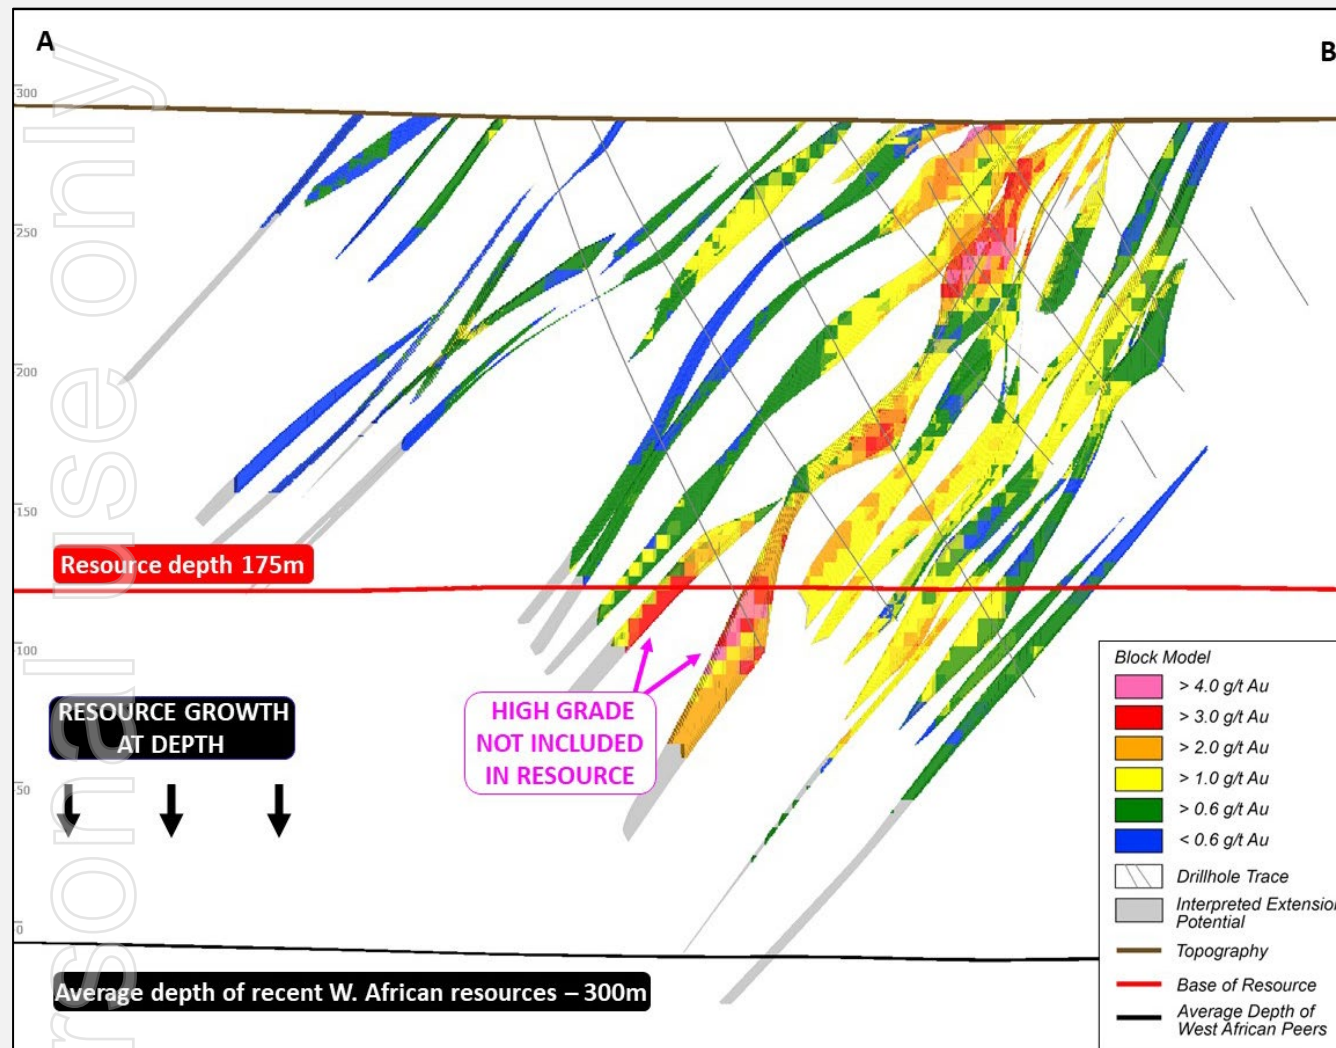 A
B
300
250
200
150
100
50
0
Resource depth 175m
RESOURCE GROWTH
AT DEPTH
HIGH GRADE
NOT INCLUDED
IN RESOURCE
Average depth of recent W. African resources – 300m
Block Model
> 4.0 g/t Au
> 3.0 g/t Au
> 2.0 g/t Au
> 1.0 g/t Au
> 0.6 g/t Au
< 0.6 g/t Au
Drillhole Trace
Interpreted Extension
Potential
Topography
Base of Resource
Average Depth of
West African Peers
rsonal use only